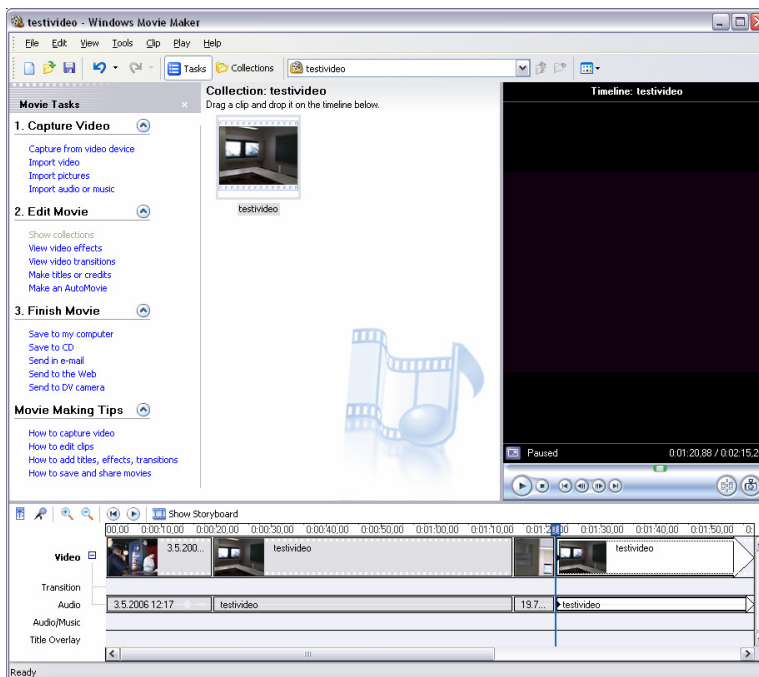 testivideo - Windows Movie Maker
File Edit View Tools Clip Play Help
Tasks Collections testivideo
Movie Tasks
1. Capture Video
Capture from video device
Import video
Import pictures
Import audio or music
2. Edit Movie
Show collections
View video effects
View video transitions
Make titles or credits
Make an AutoMovie
3. Finish Movie
Save to my computer
Save to CD
Send in e-mail
Send to the Web
Send to DV camera
Movie Making Tips
How to capture video
How to edit clips
How to add titles, effects, transitions
How to save and share movies
Collection: testivideo
Drag a clip and drop it on the timeline below.
testivideo
Timeline: testivideo
Paused 0:01:20,88 / 0:02:15,2
Show Storyboard
00,00 0:00:10,00 0:00:20,00 0:00:30,00 0:00:40,00 0:00:50,00 0:01:00,00 0:01:10,00 0:01:20,00 0:01:30,00 0:01:40,00 0:01:50,00 0:
Video 3.5.200... testivideo testivideo
Transition
Audio 3.5.2006 12:17 testivideo 19.7... testivideo
Audio/Music
Title Overlay
Ready